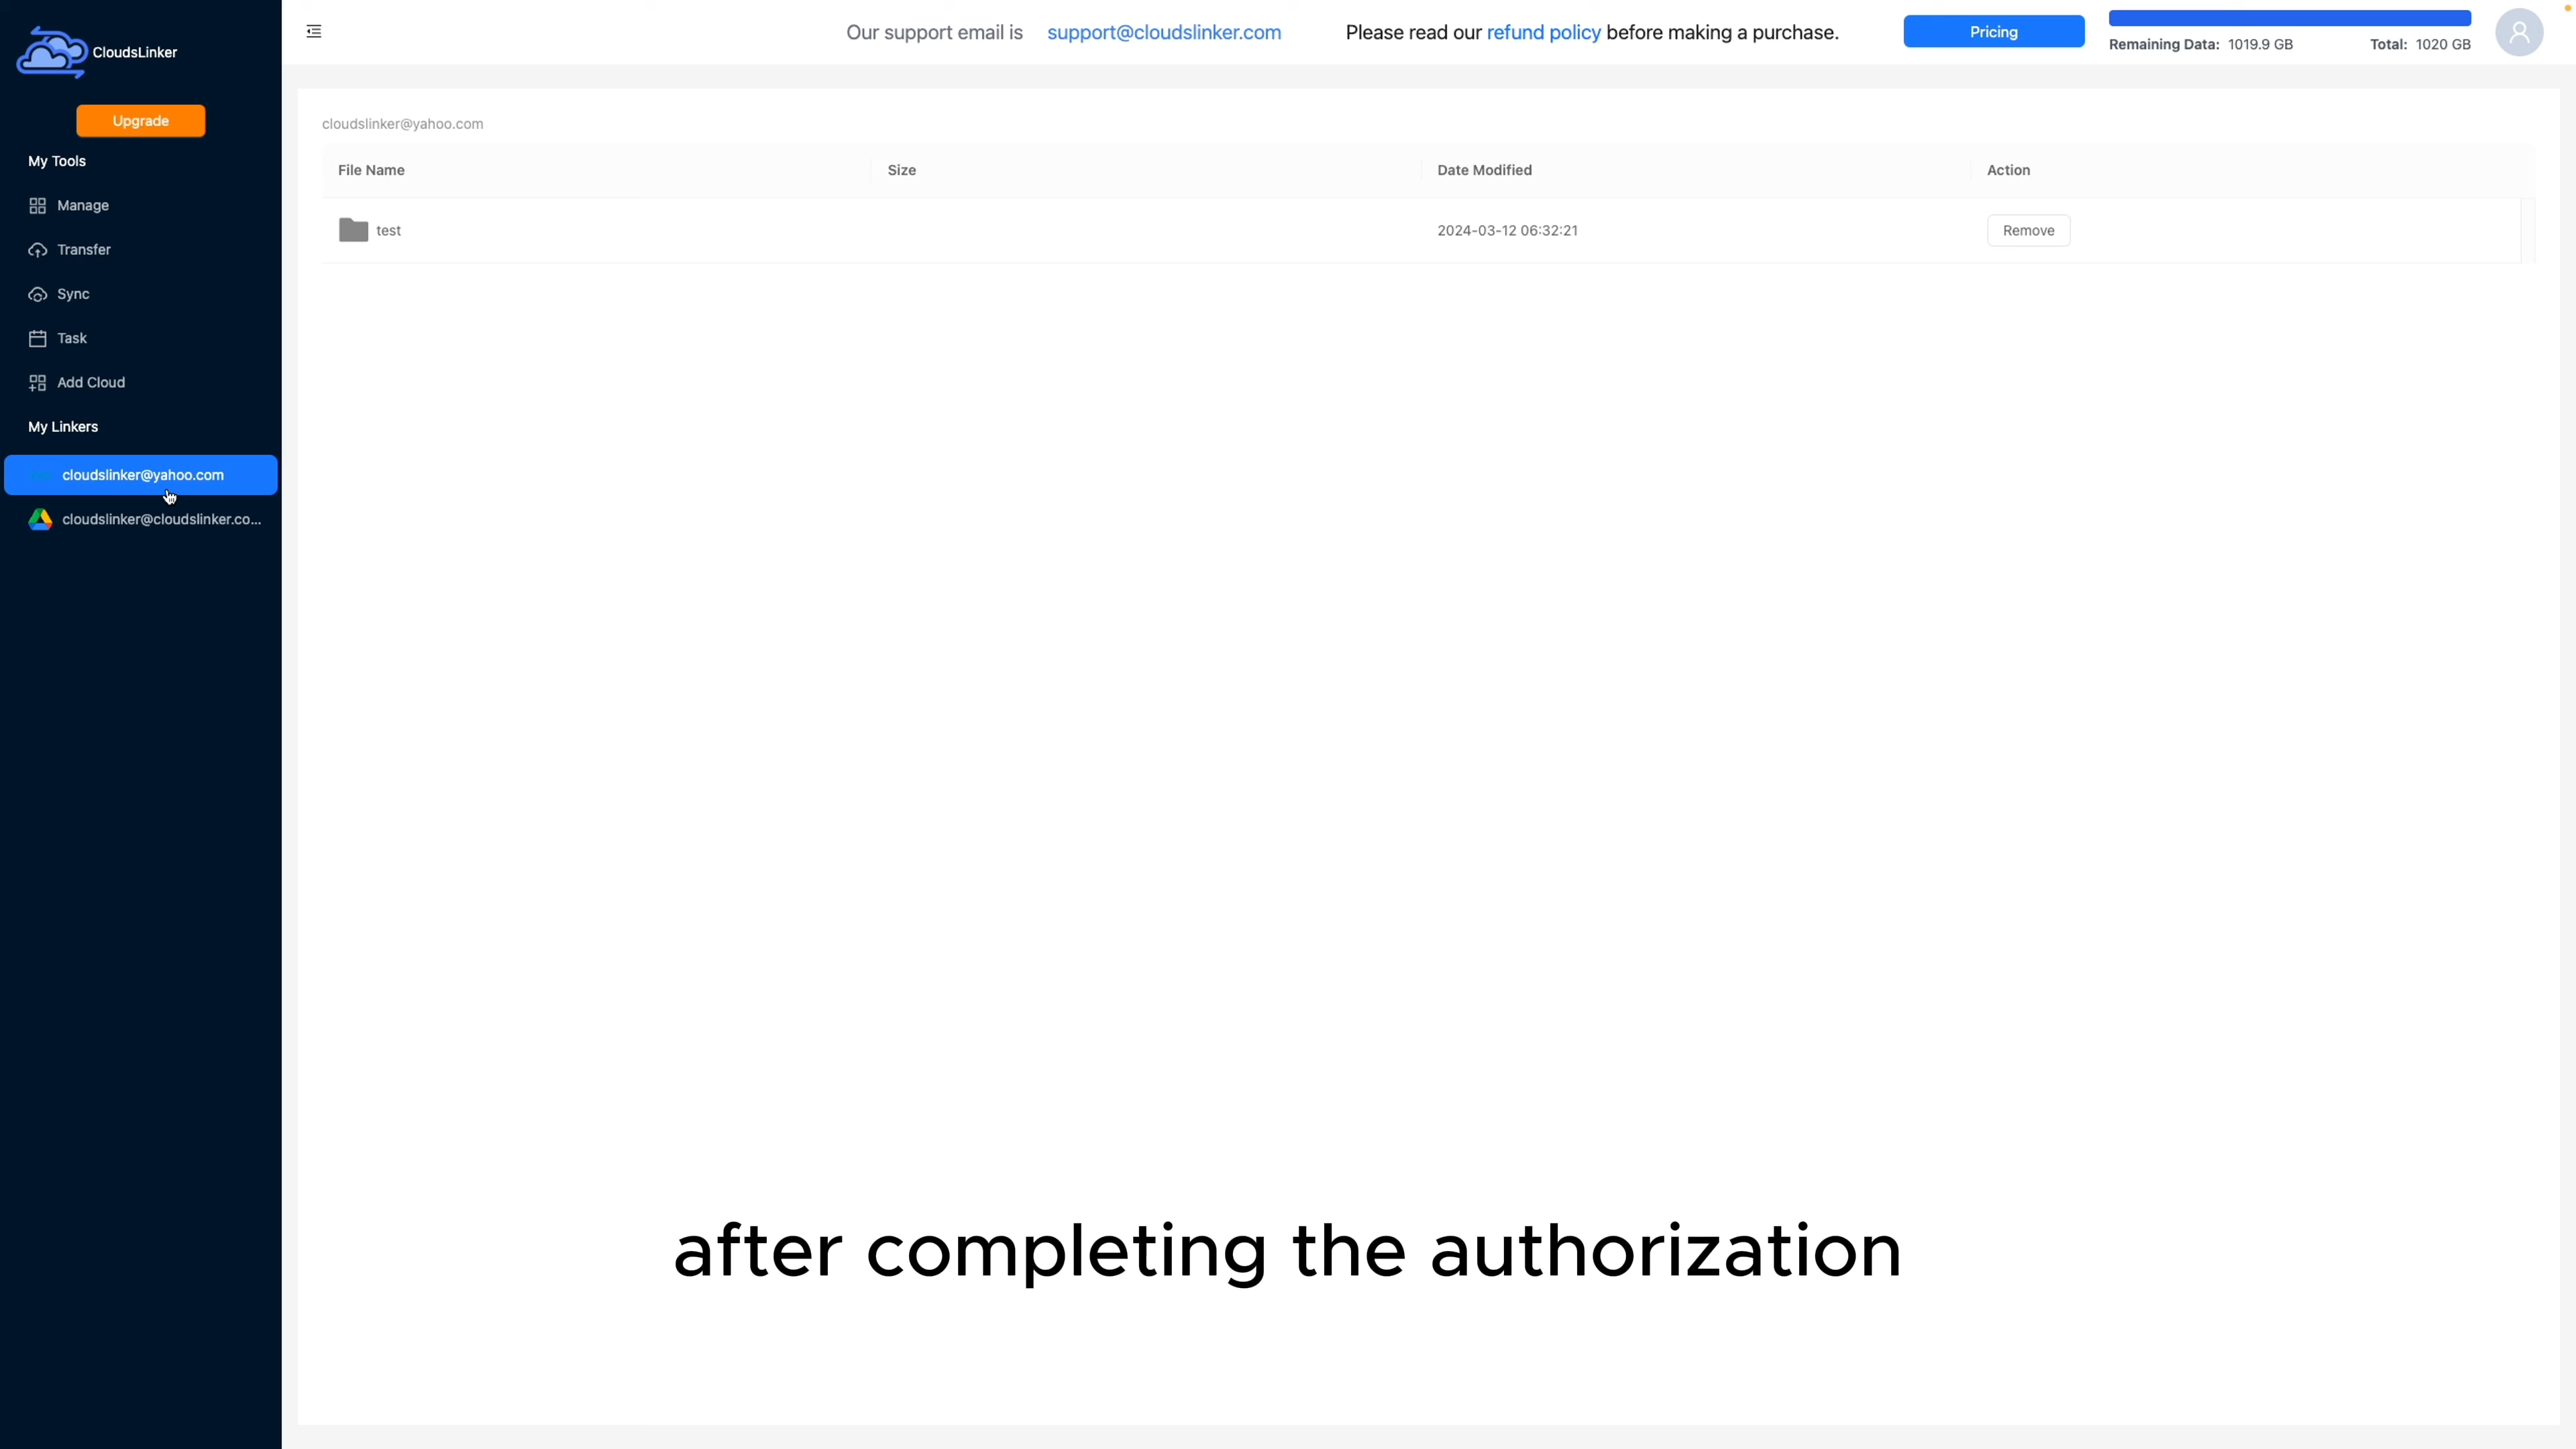 CloudsLinker
Upgrade
My Tools
Manage
Transfer
Sync
Task
Add Cloud
My Linkers
cloudslinker@yahoo.com
cloudslinker@cloudslinker.co...
Our support email is support@cloudslinker.com Please read our refund policy before making a purchase.
Pricing
Remaining Data: 1019.9 GB Total: 1020 GB
cloudslinker@yahoo.com
File Name Size Date Modified Action
test 2024-03-12 06:32:21 Remove
after completing the authorization